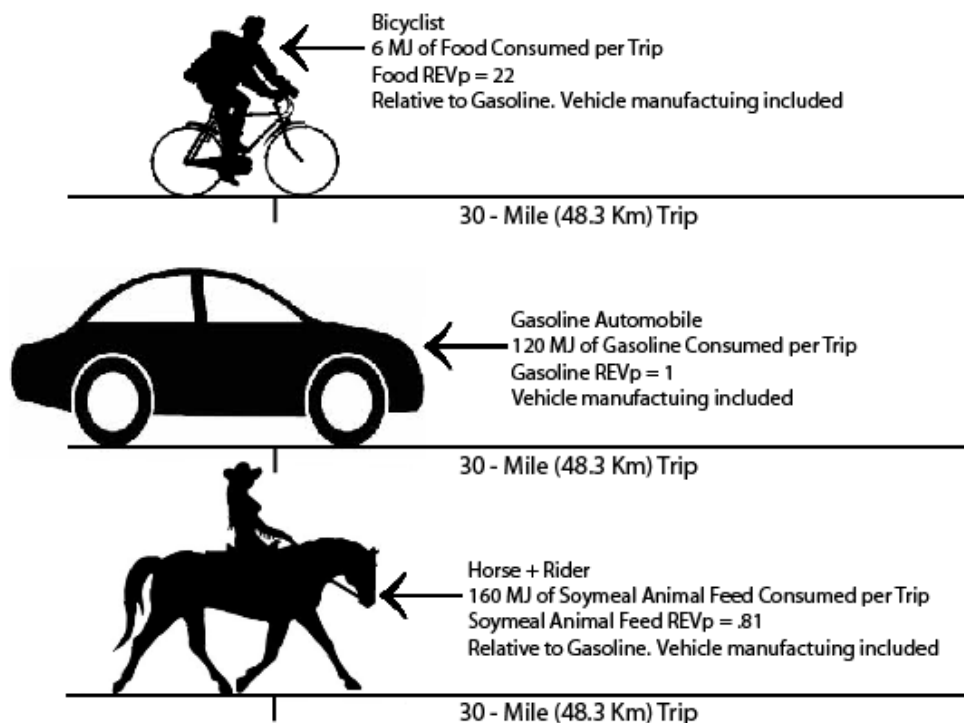 Bicyclist
6 MJ of Food Consumed per Trip
Food REVp = 22
Relative to Gasoline. Vehicle manufactuing included
30 - Mile (48.3 Km) Trip
Gasoline Automobile
120 MJ of Gasoline Consumed per Trip
Gasoline REVp = 1
Vehicle manufactuing included
30 - Mile (48.3 Km) Trip
Horse + Rider
160 MJ of Soymeal Animal Feed Consumed per Trip
Soymeal Animal Feed REVp = .81
Relative to Gasoline. Vehicle manufactuing included
30 - Mile (48.3 Km) Trip